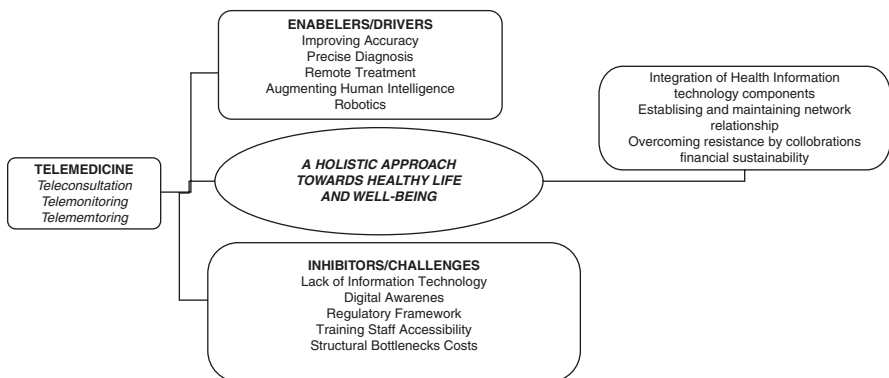 ENABELERS/DRIVERS
Improving Accuracy
Precise Diagnosis
Remote Treatment
Augmenting Human Intelligence
Robotics
TELEMEDICINE
Teleconsultation
Telemonitoring
Telememtoring
A HOLISTIC APPROACH
TOWARDS HEALTHY LIFE
AND WELL-BEING
Integration of Health Information
technology components
Establising and maintaining network
relationship
Overcoming resistance by collobrations
financial sustainability
INHIBITORS/CHALLENGES
Lack of Information Technology
Digital Awarenes
Regulatory Framework
Training Staff Accessibility
Structural Bottlenecks Costs